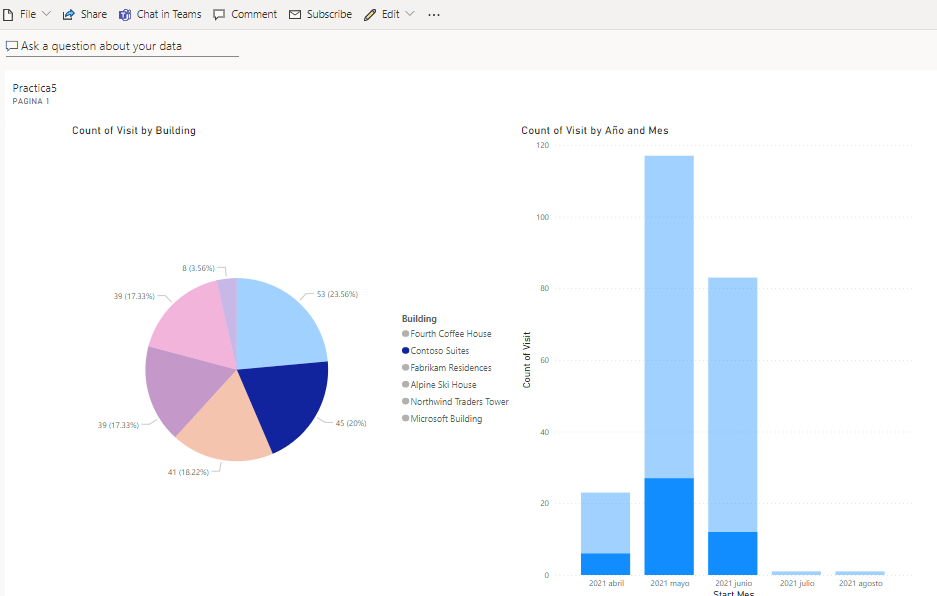 File Share Chat in Teams Comment Subscribe Edit ...
Ask a question about your data
Practica5
PAGINA 1
Count of Visit by Building
8 (3.56%)
53 (23.56%)
39 (17.33%)
39 (17.33%)
45 (20%)
41 (18.22%)
Building
Fourth Coffee House
Contoso Suites
Fabrikam Residences
Alpine Ski House
Northwind Traders Tower
Microsoft Building
Count of Visit by Año and Mes
120
100
80
60
40
20
0
Count of Visit
2021 abril 2021 mayo 2021 junio 2021 julio 2021 agosto
Start Mes